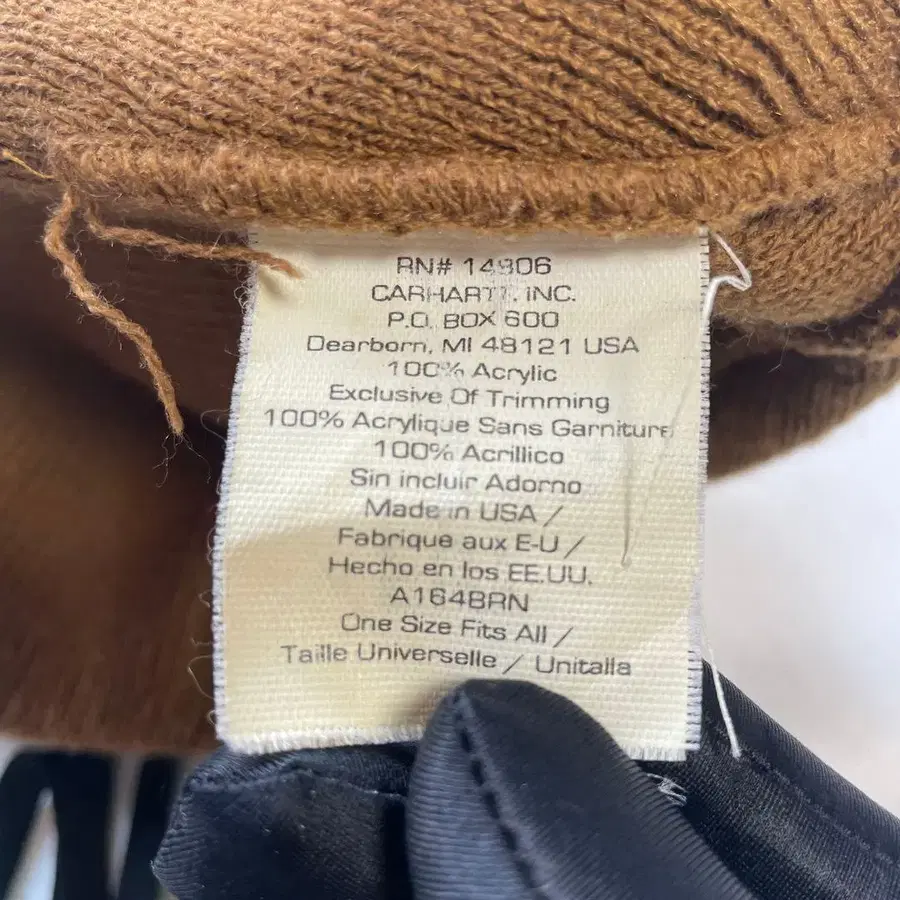 RN# 14806
CARHARTT, INC.
P.O. BOX 600
Dearborn, MI 48121 USA
100% Acrylic
Exclusive Of Trimming
100% Acrylique Sans Garniture
100% Acrillico
Sin incluir Adorno
Made in USA /
Fabrique aux E-U /
Hecho en los EE.UU.
A164BRN
One Size Fits All /
Taille Universelle / Unitalla